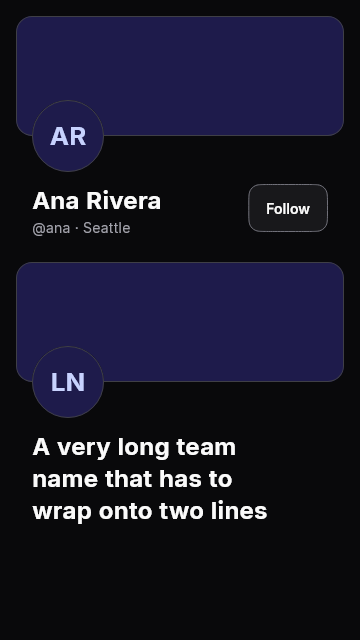 AR
Ana Rivera
@ana · Seattle
Follow
LN
A very long team
name that has to
wrap onto two lines